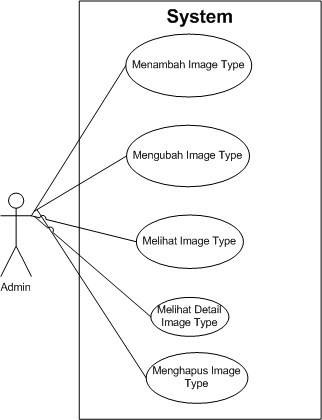 System
Menambah Image Type
Mengubah Image Type
Melihat Image Type
Admin
Melihat Detail
Image Type
Menghapus Image
Type